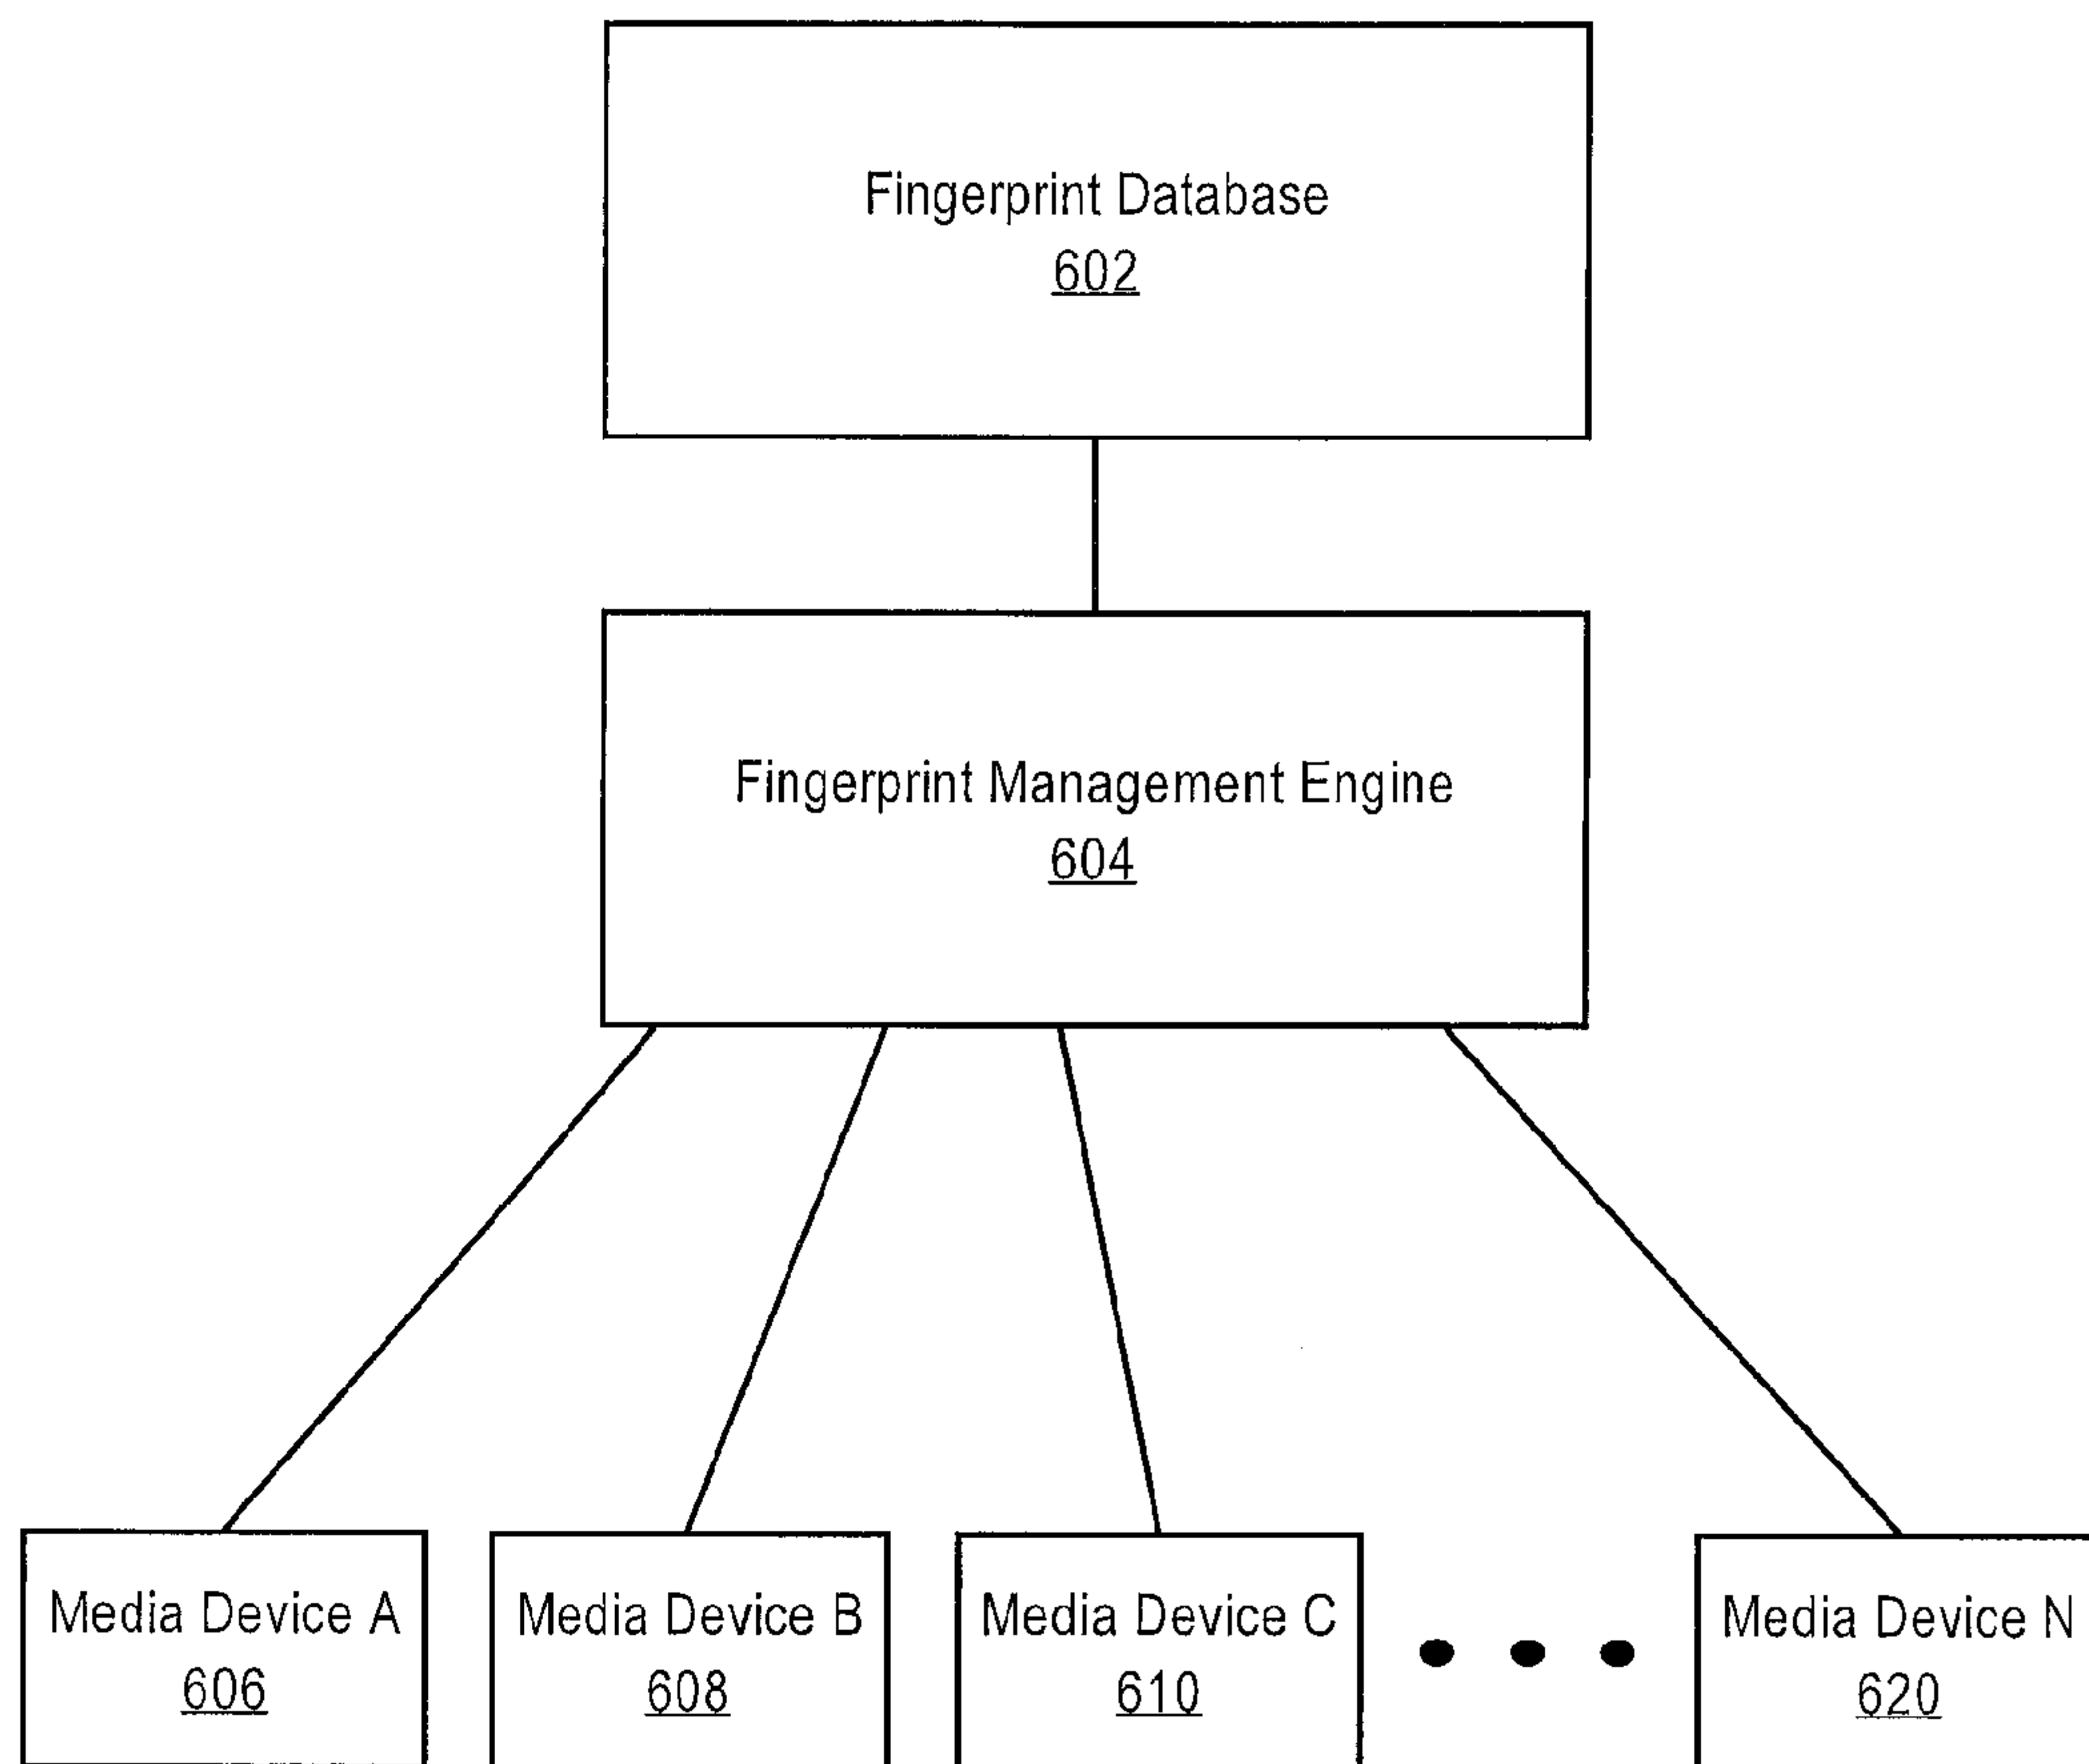 Fingerprint Database
602
Fingerprint Management Engine
604
Media Device A
606
Media Device B
608
Media Device C
610
Media Device N
620